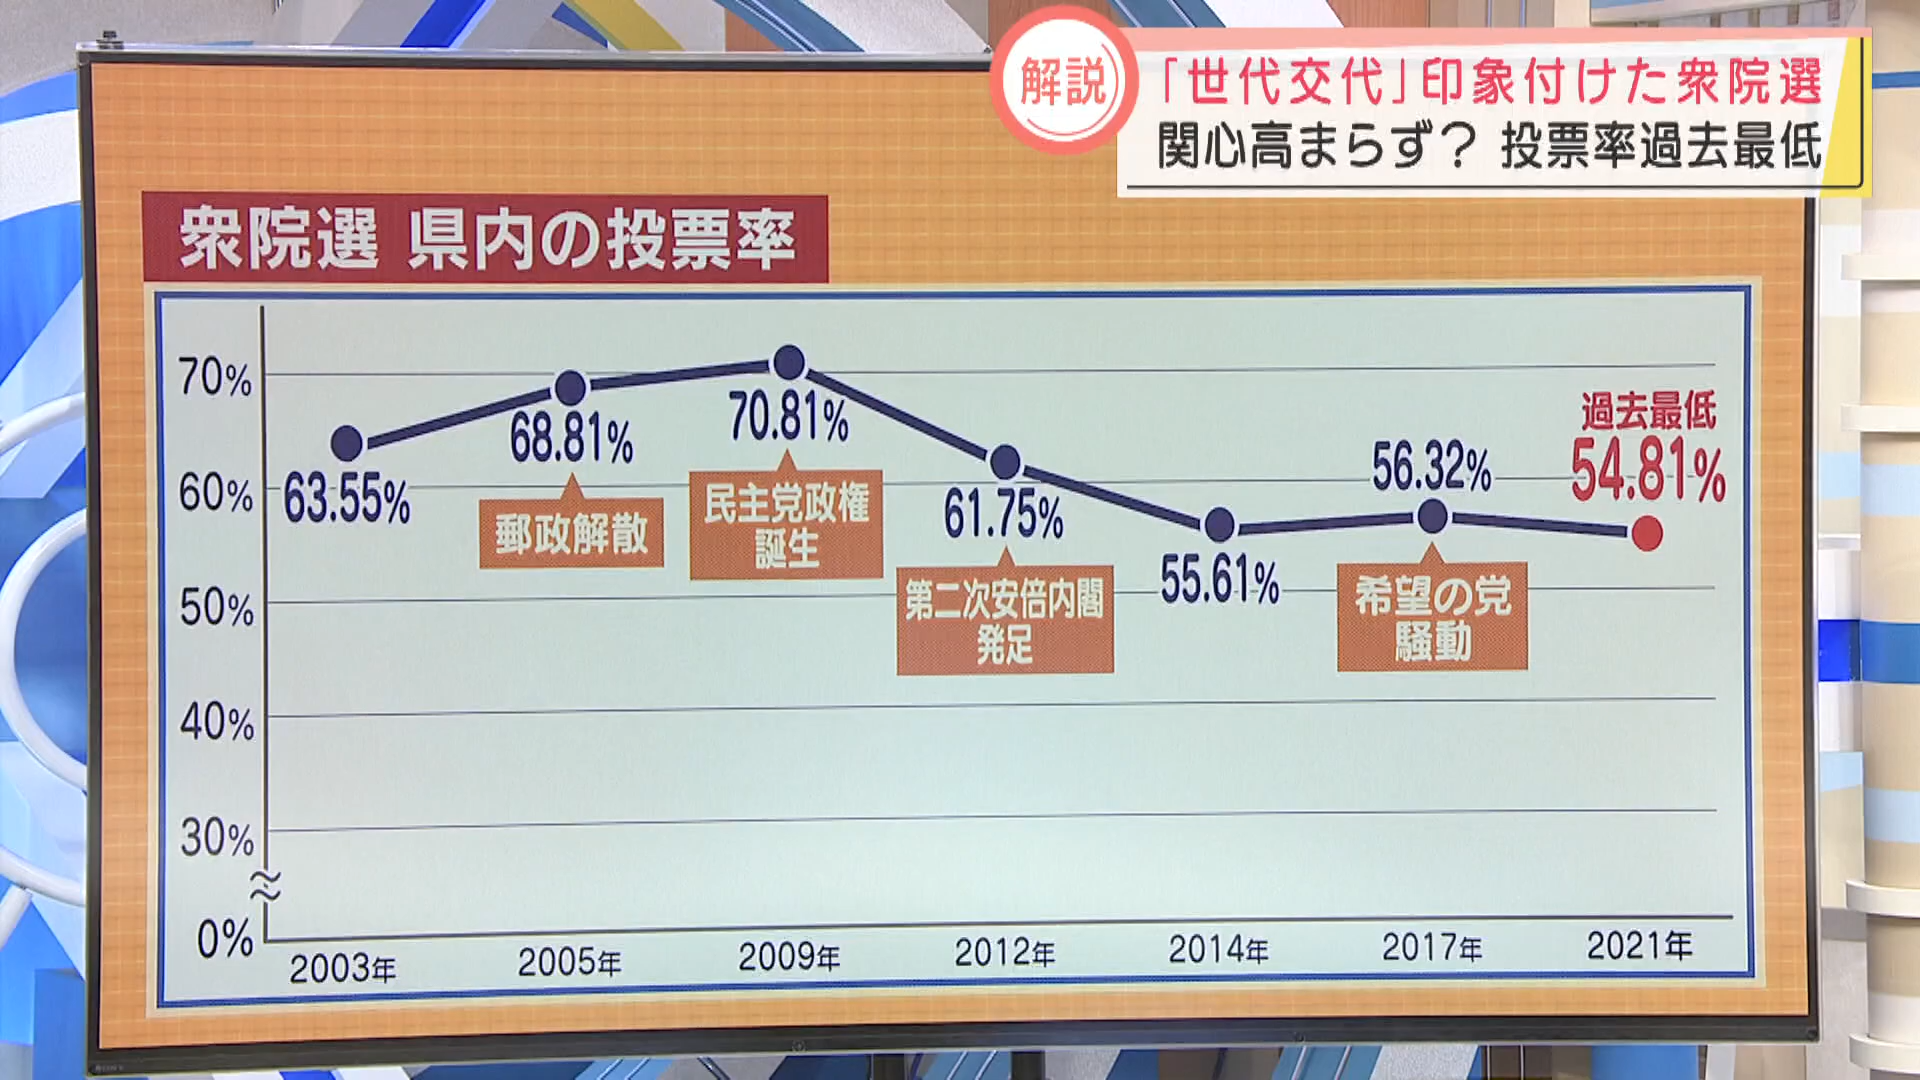 解説
「世代交代」印象付けた衆院選
関心高まらず？ 投票率過去最低
衆院選 県内の投票率
70%
60%
50%
40%
30%
0%
63.55%
68.81%
郵政解散
70.81%
民主党政権
誕生
61.75%
第二次安倍内閣
発足
55.61%
56.32%
希望の党
騒動
過去最低
54.81%
2003年
2005年
2009年
2012年
2014年
2017年
2021年